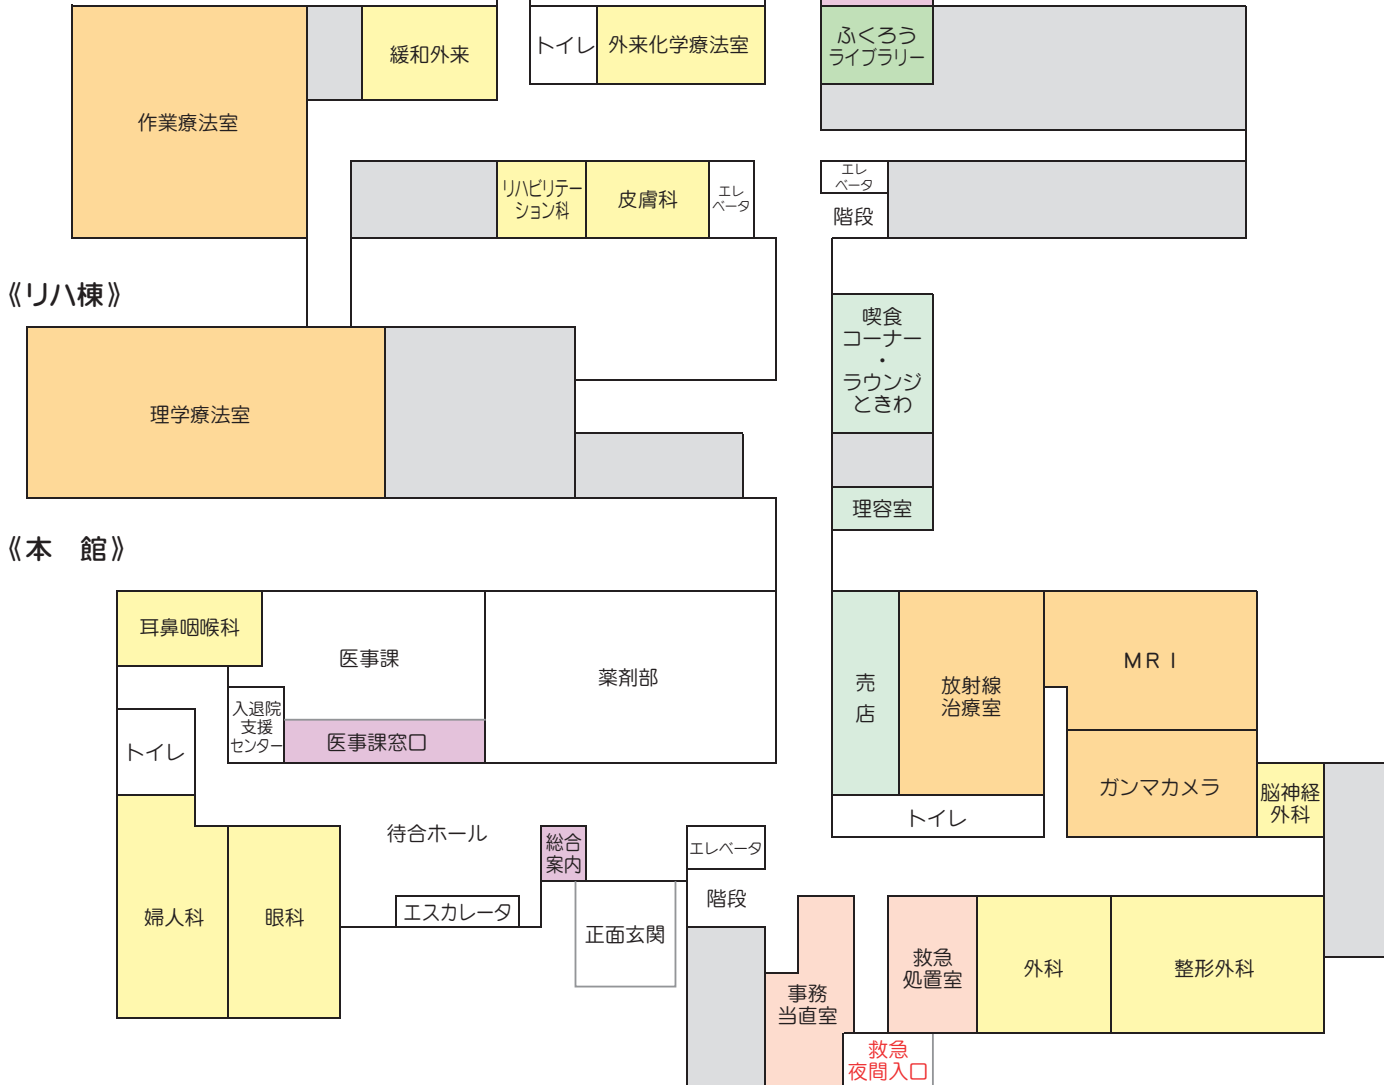 緩和外来
トイレ
外来化学療法室
ふくろう
ライブラリー
作業療法室
リハビリテー
ション科
皮膚科
エレ
ベータ
エレ
ベータ
階段
《リハ棟》
理学療法室
喫食
コーナー
・
ラウンジ
ときわ
理容室
《本 館》
耳鼻咽喉科
医事課
薬剤部
入退院
支援
センター
医事課窓口
トイレ
売
店
放射線
治療室
MRI
ガンマカメラ
脳神経
外科
トイレ
待合ホール
総合
案内
エレベータ
階段
エスカレータ
正面玄関
婦人科
眼科
事務
当直室
救急
処置室
外科
整形外科
救急
夜間入口